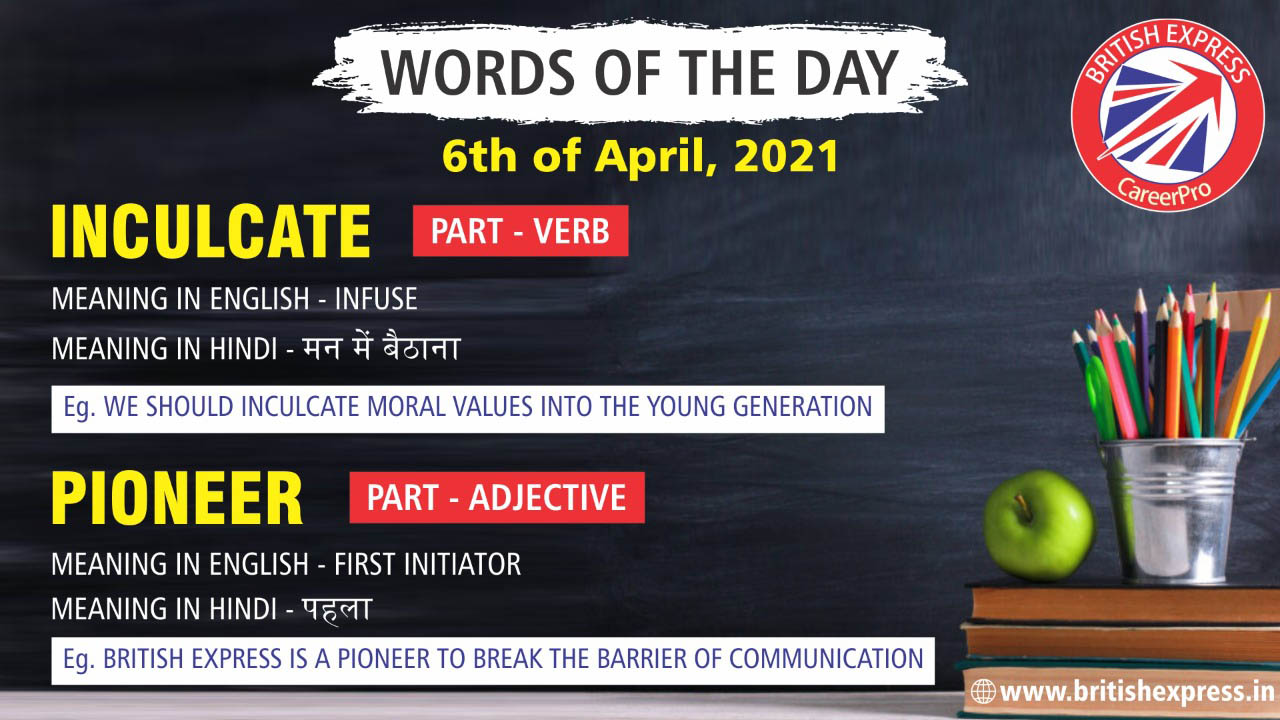 WORDS OF THE DAY
BRITISH EXPRESS
CareerPro
6th of April, 2021
INCULCATE
PART - VERB
MEANING IN ENGLISH - INFUSE
MEANING IN HINDI - मन में बैठाना
Eg. WE SHOULD INCULCATE MORAL VALUES INTO THE YOUNG GENERATION
PIONEER
PART - ADJECTIVE
MEANING IN ENGLISH - FIRST INITIATOR
MEANING IN HINDI - पहला
Eg. BRITISH EXPRESS IS A PIONEER TO BREAK THE BARRIER OF COMMUNICATION
www.britishexpress.in